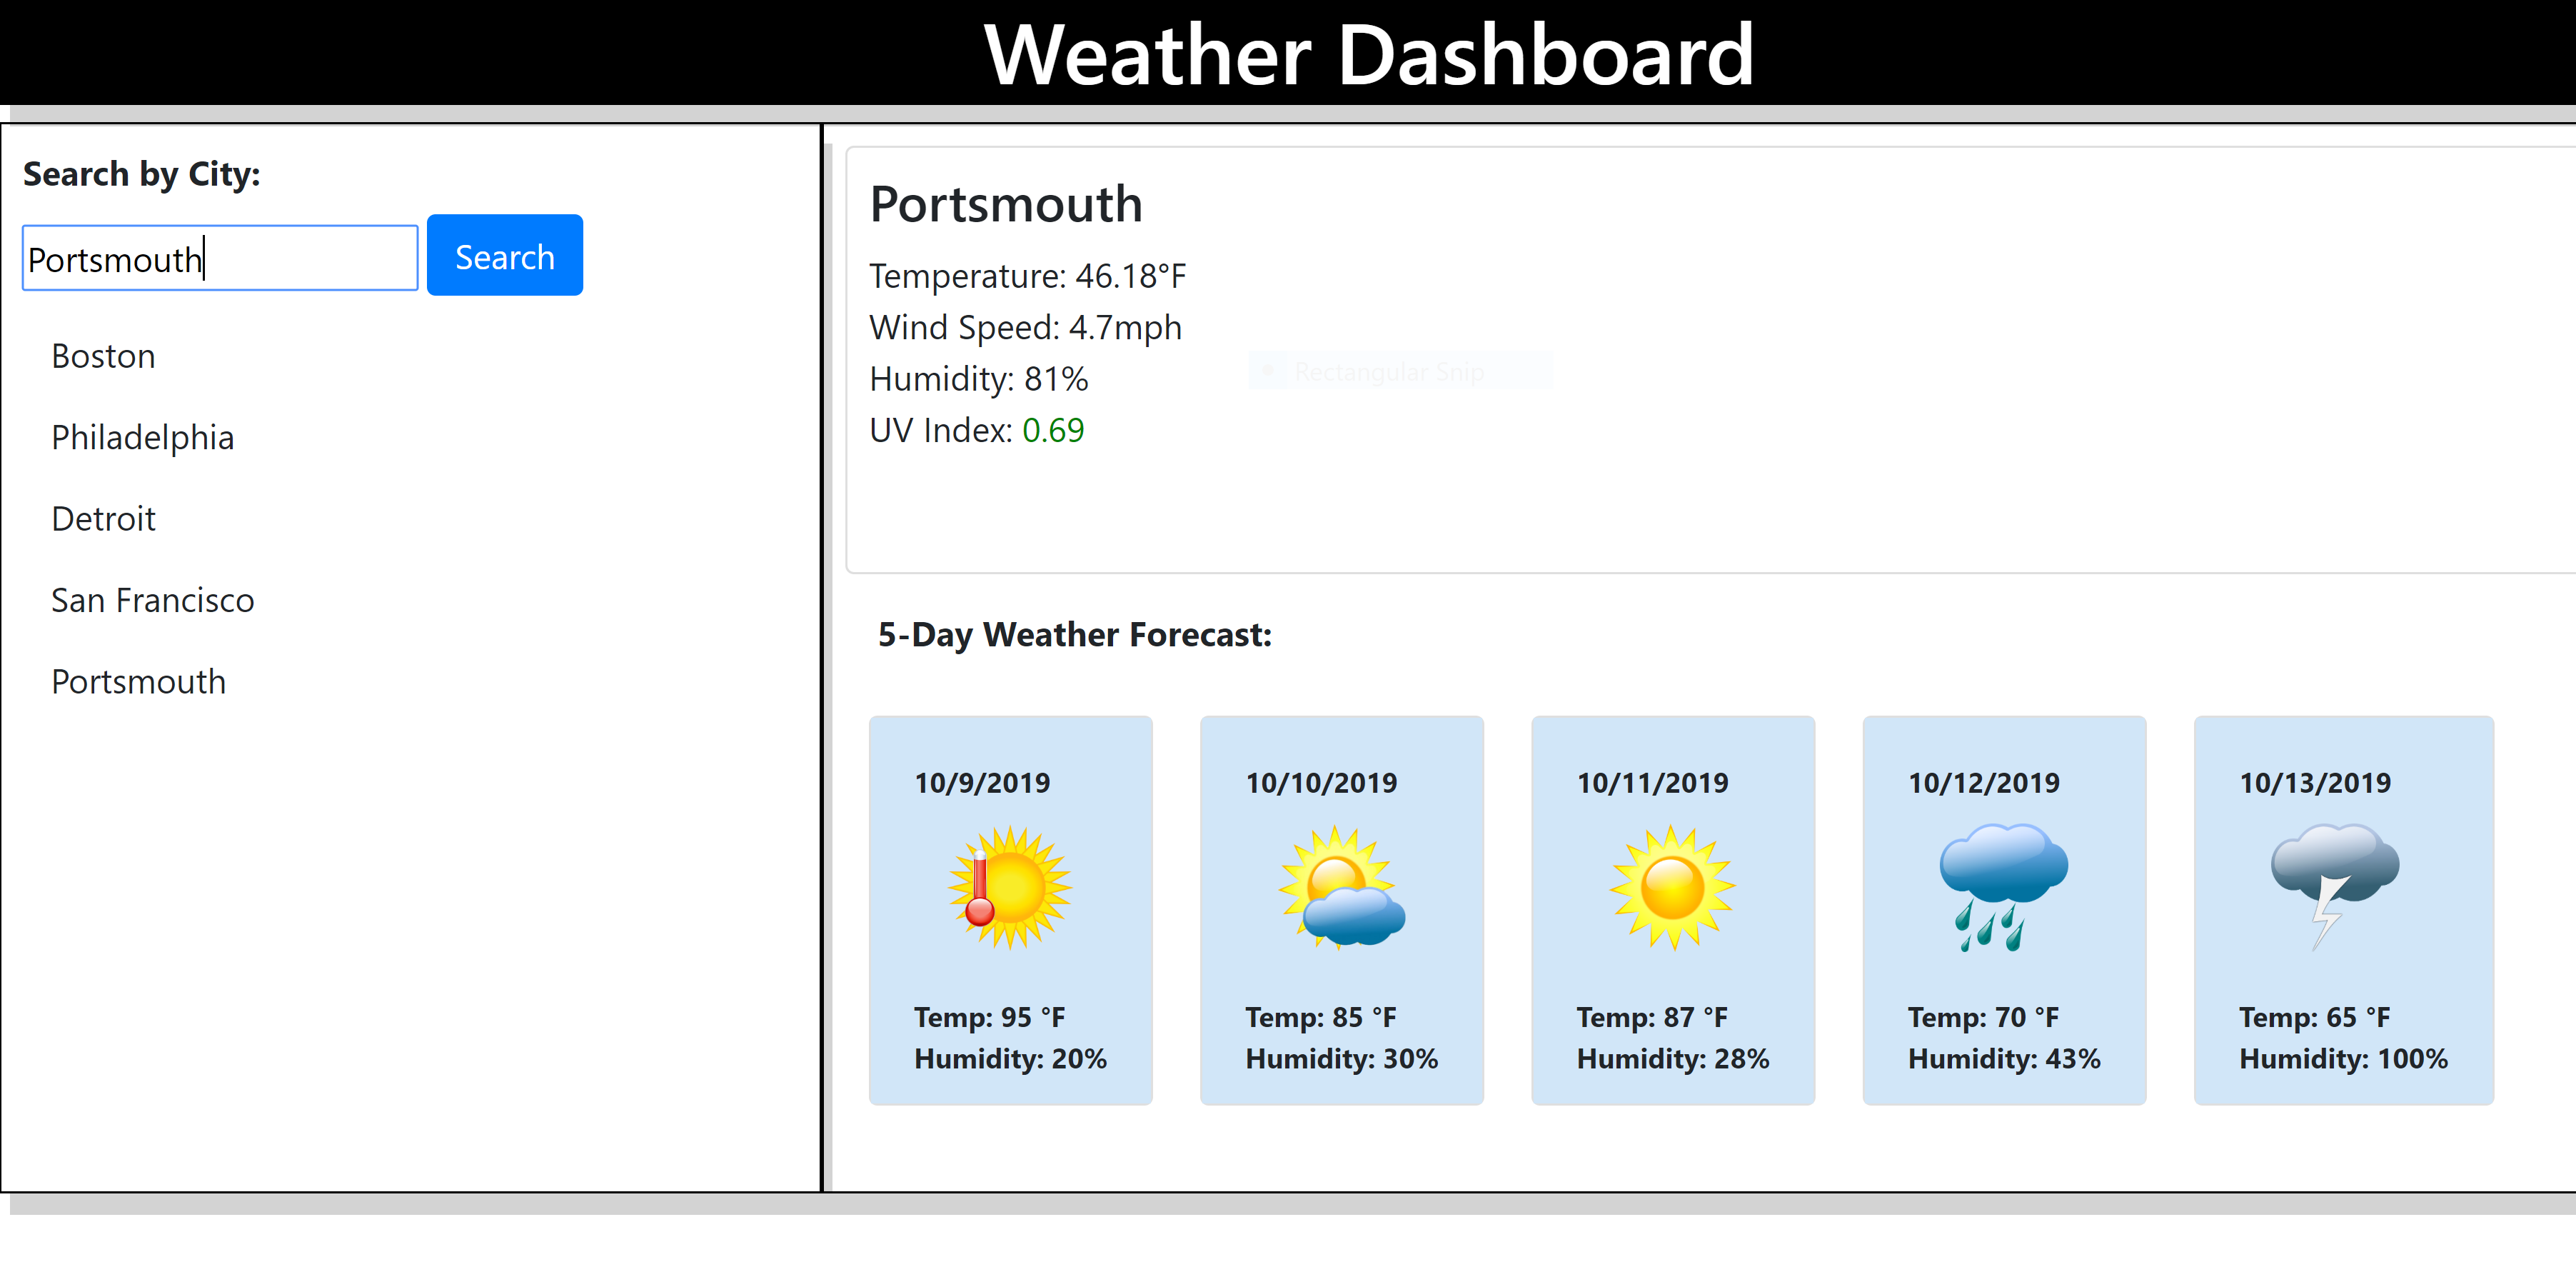 Weather Dashboard
Search by City:
Portsmouth
Search
Boston
Philadelphia
Detroit
San Francisco
Portsmouth
Portsmouth
Temperature: 46.18°F
Wind Speed: 4.7mph
Humidity: 81%
UV Index: 0.69
Rectangular Snip
5-Day Weather Forecast:
10/9/2019
Temp: 95 °F
Humidity: 20%
10/10/2019
Temp: 85 °F
Humidity: 30%
10/11/2019
Temp: 87 °F
Humidity: 28%
10/12/2019
Temp: 70 °F
Humidity: 43%
10/13/2019
Temp: 65 °F
Humidity: 100%